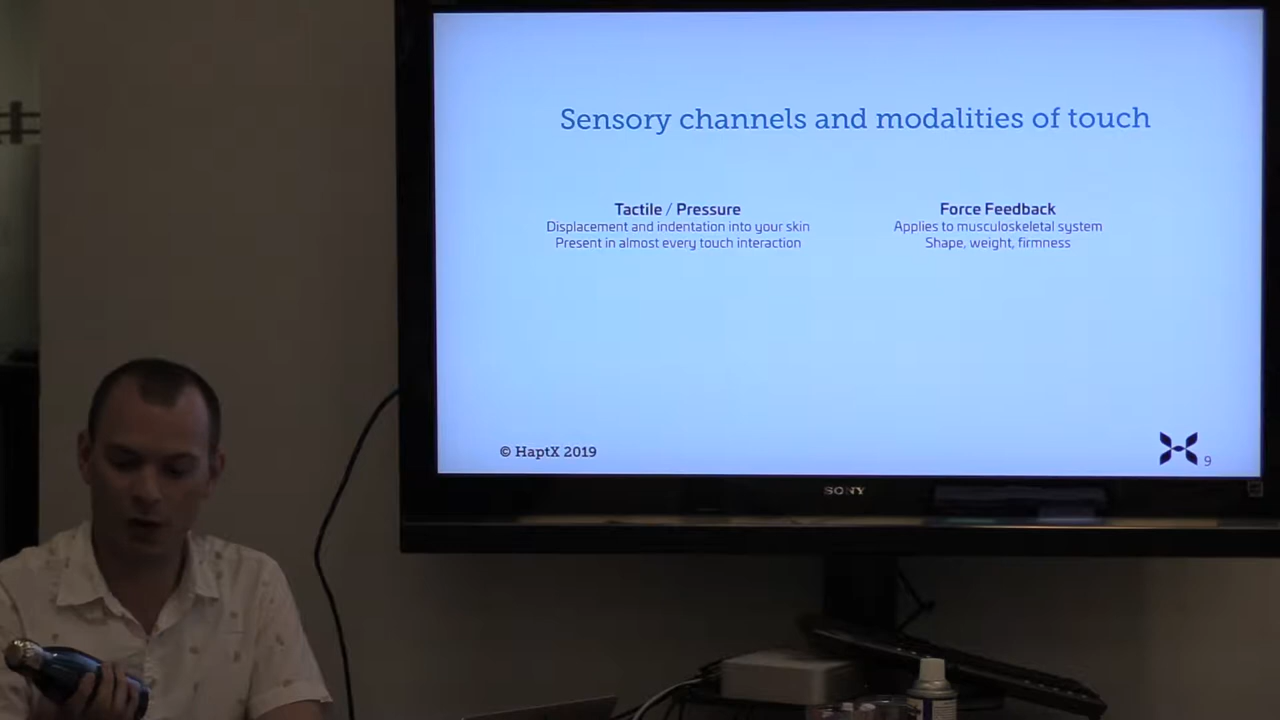 Sensory channels and modalities of touch
Tactile / Pressure
Displacement and indentation into your skin
Present in almost every touch interaction
Force Feedback
Applies to musculoskeletal system
Shape, weight, firmness
© HaptX 2019
9
SONY